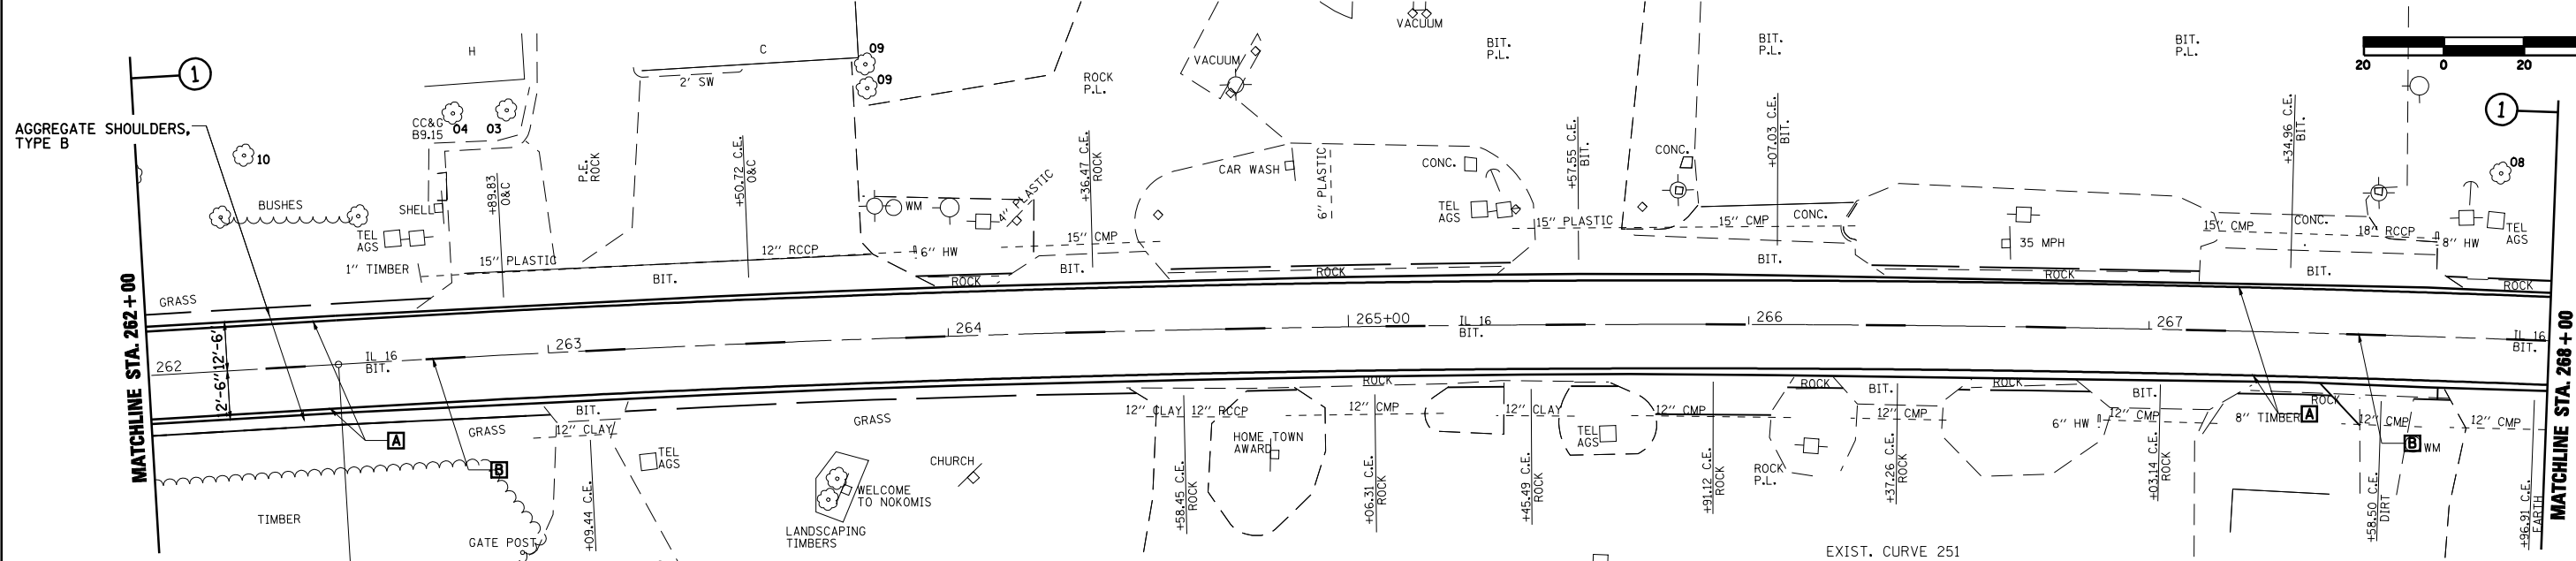 1
AGGREGATE SHOULDERS,
TYPE B
10
BUSHES
TEL
AGS
1" TIMBER
GRASS
MATCHLINE STA. 262+00
262
12'-6"
12'-6"
IL 16
BIT.
A
B
GRASS
TIMBER
GATE POST
H
CC&G
B9.15
04
03
SHELL
+89.83
O&C
15" PLASTIC
P.E.
ROCK
2' SW
C
+50.72 C.E.
O&C
12" RCCP
BIT.
263
BIT.
12" CLAY
+09.44 C.E.
TEL
AGS
09
09
WM
6" HW
ROCK
4" PLASTIC
264
GRASS
CHURCH
WELCOME
TO NOKOMIS
LANDSCAPING
TIMBERS
ROCK
P.L.
+36.47 C.E.
ROCK
15" CMP
BIT.
VACUUM
CAR WASH
6" PLASTIC
ROCK
265+00
IL 16
BIT.
ROCK
12" CLAY
12" RCCP
+58.45 C.E.
ROCK
HOME TOWN
AWARD
12" CMP
+06.31 C.E.
ROCK
VACUUM
BIT.
P.L.
CONC.
TEL
AGS
15" PLASTIC
+57.55 C.E.
BIT.
12" CLAY
+45.49 C.E.
ROCK
TEL
AGS
CONC.
15" CMP
CONC.
BIT.
P.L.
+07.03 C.E.
BIT.
BIT.
266
12" CMP
+91.12 C.E.
ROCK
ROCK
P.L.
ROCK
BIT.
12" CMP
+37.26 C.E.
ROCK
EXIST. CURVE 251
35 MPH
ROCK
267
ROCK
6" HW
12" CMP
BIT.
+03.14 C.E.
ROCK
BIT.
P.L.
+34.96 C.E.
BIT.
15" CMP
CONC.
18" RCCP
BIT.
8" HW
20
0
20
1
08
TEL
AGS
ROCK
IL 16
BIT.
8" TIMBER
A
ROCK
12" CMP
B
WM
12" CMP
+58.50 C.E.
DIRT
+96.91 C.E.
EARTH
MATCHLINE STA. 268+00